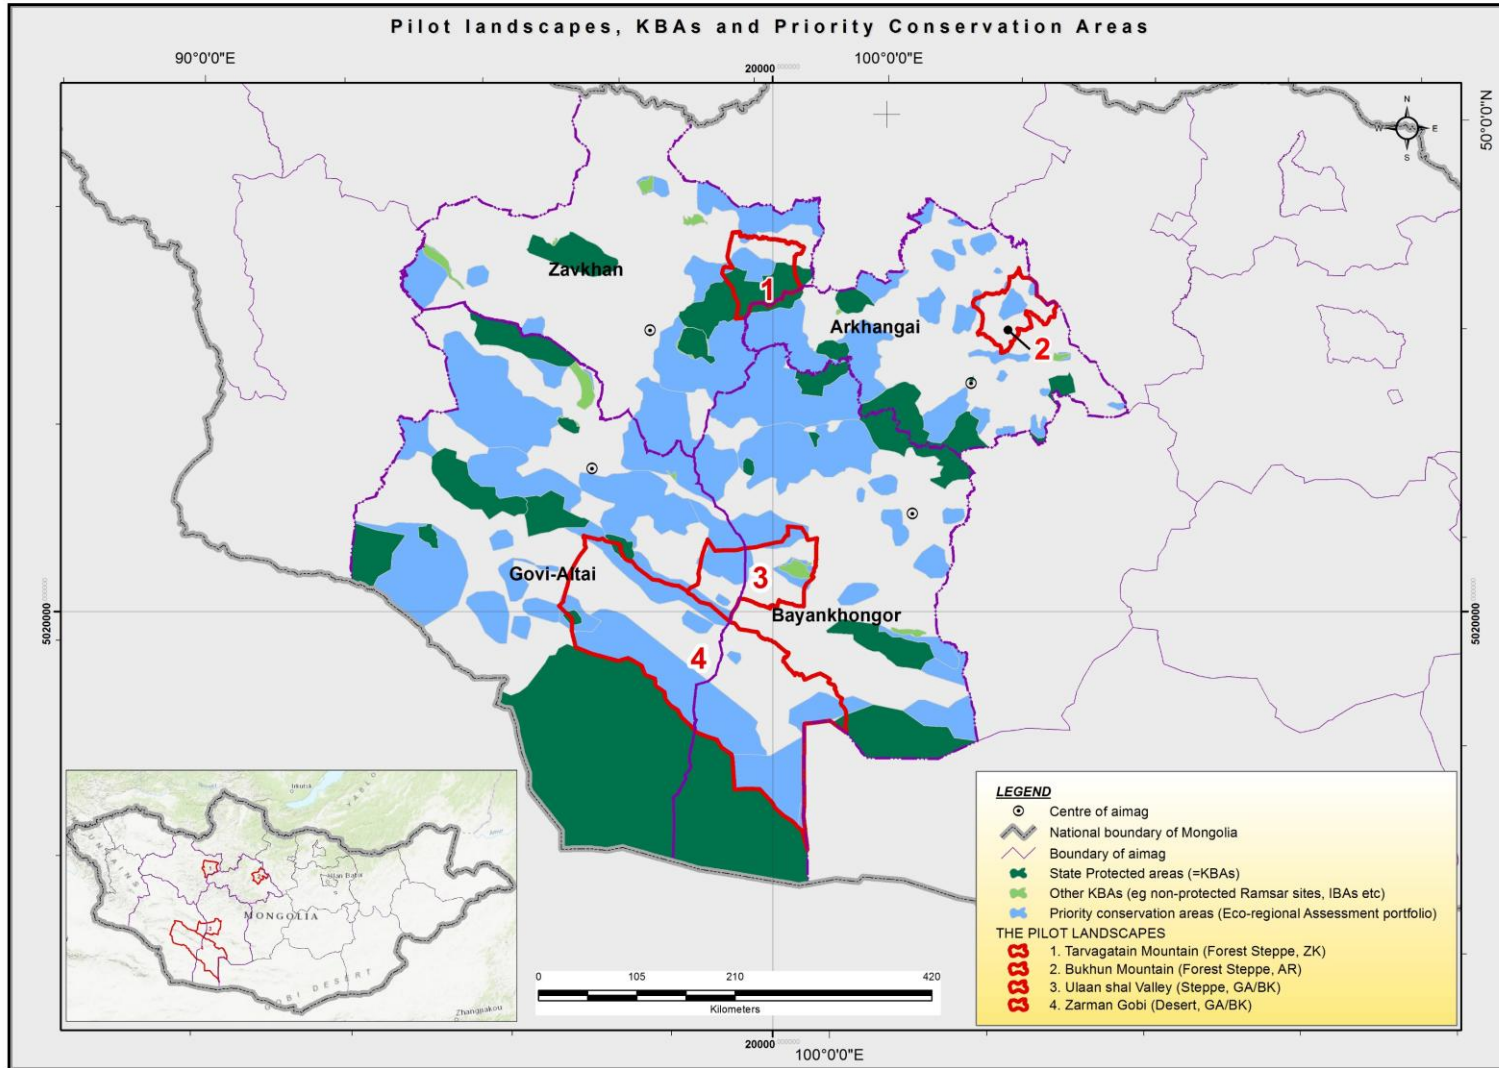 Pilot landscapes, KBAs and Priority Conservation Areas
90°0'0"E
20000
100°0'0"E
50°0'0"N
N
W
E
S
Zavkhan
1
Arkhangai
2
Govi-Altai
3
Bayankhongor
5020000
5020000
4
LEGEND
Centre of aimag
National boundary of Mongolia
Boundary of aimag
State Protected areas (=KBAs)
Other KBAs (eg non-protected Ramsar sites, IBAs etc)
Priority conservation areas (Eco-regional Assessment portfolio)
THE PILOT LANDSCAPES
1. Tarvagatain Mountain (Forest Steppe, ZK)
2. Bukhun Mountain (Forest Steppe, AR)
3. Ulaan shal Valley (Steppe, GA/BK)
4. Zarman Gobi (Desert, GA/BK)
Irkutsk
MONGOLIA
GOBI DESERT
Zhangjiakou
0 105 210 420
Kilometers
20000
100°0'0"E